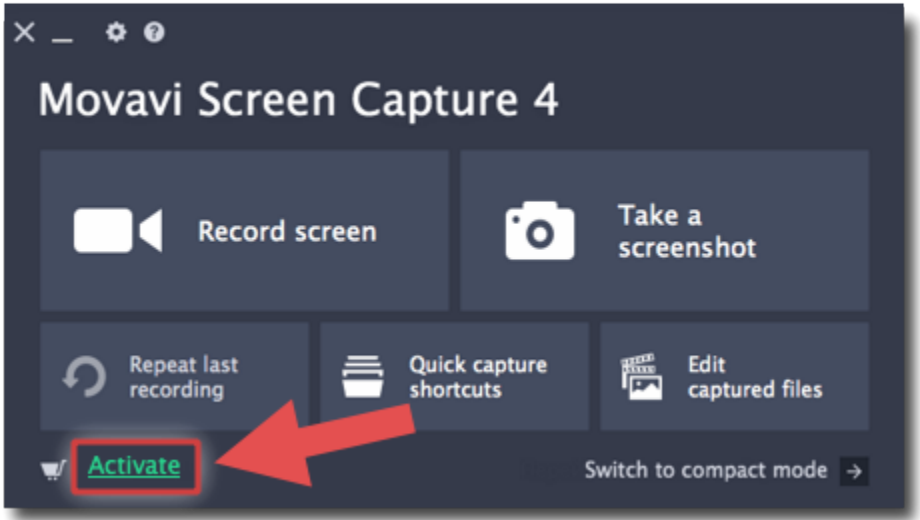 Movavi Screen Capture 4
Record screen
Take a
screenshot
Repeat last
recording
Quick capture
shortcuts
Edit
captured files
Activate
Switch to compact mode